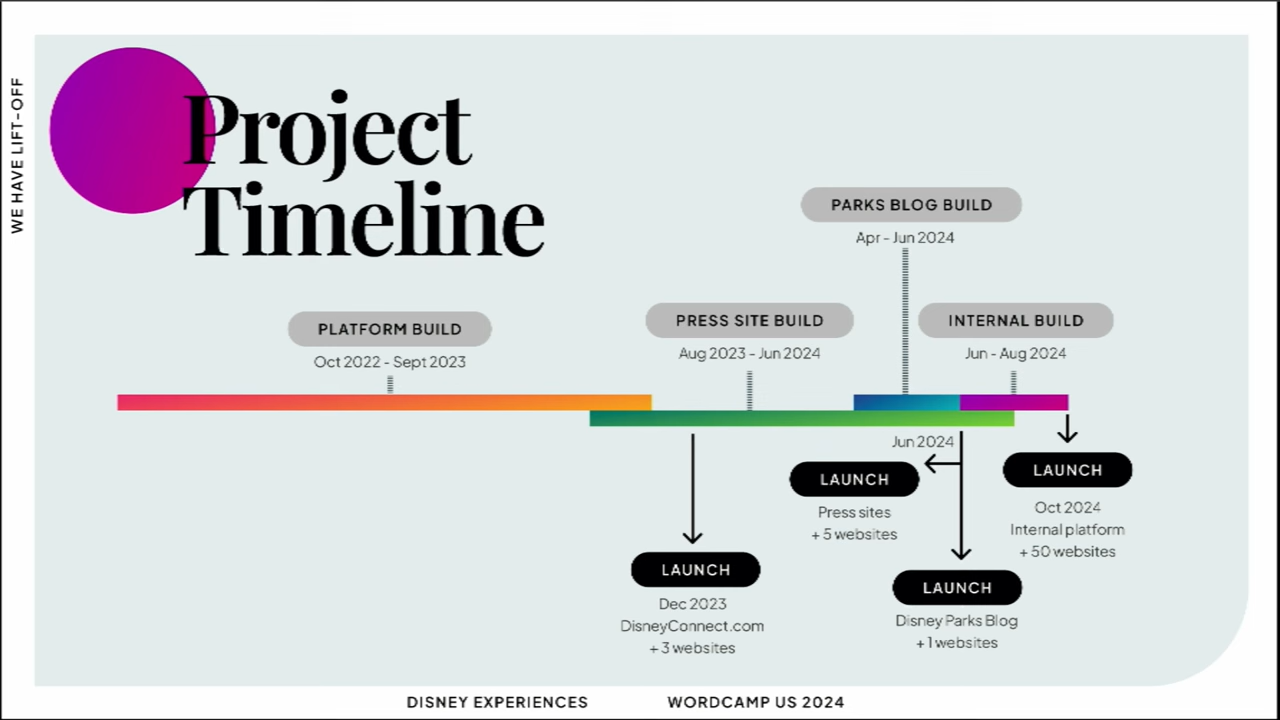 WE HAVE LIFT-OFF
Project
Timeline
PARKS BLOG BUILD
Apr - Jun 2024
PLATFORM BUILD
Oct 2022 - Sept 2023
PRESS SITE BUILD
Aug 2023 - Jun 2024
INTERNAL BUILD
Jun - Aug 2024
Jun 2024
LAUNCH
Press sites
+ 5 websites
LAUNCH
Oct 2024
Internal platform
+ 50 websites
LAUNCH
Dec 2023
DisneyConnect.com
+ 3 websites
LAUNCH
Disney Parks Blog
+ 1 websites
DISNEY EXPERIENCES
WORDCAMP US 2024